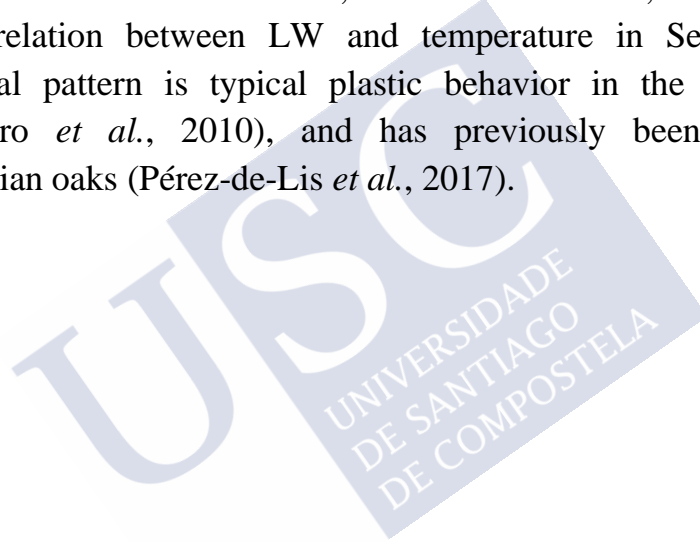 relation between LW and temperature in Se
al pattern is typical plastic behavior in the
ro et al., 2010), and has previously been
ian oaks (Pérez-de-Lis et al., 2017).
USC
UNIVERSIDADE
DE SANTIAGO
DE COMPOSTELA